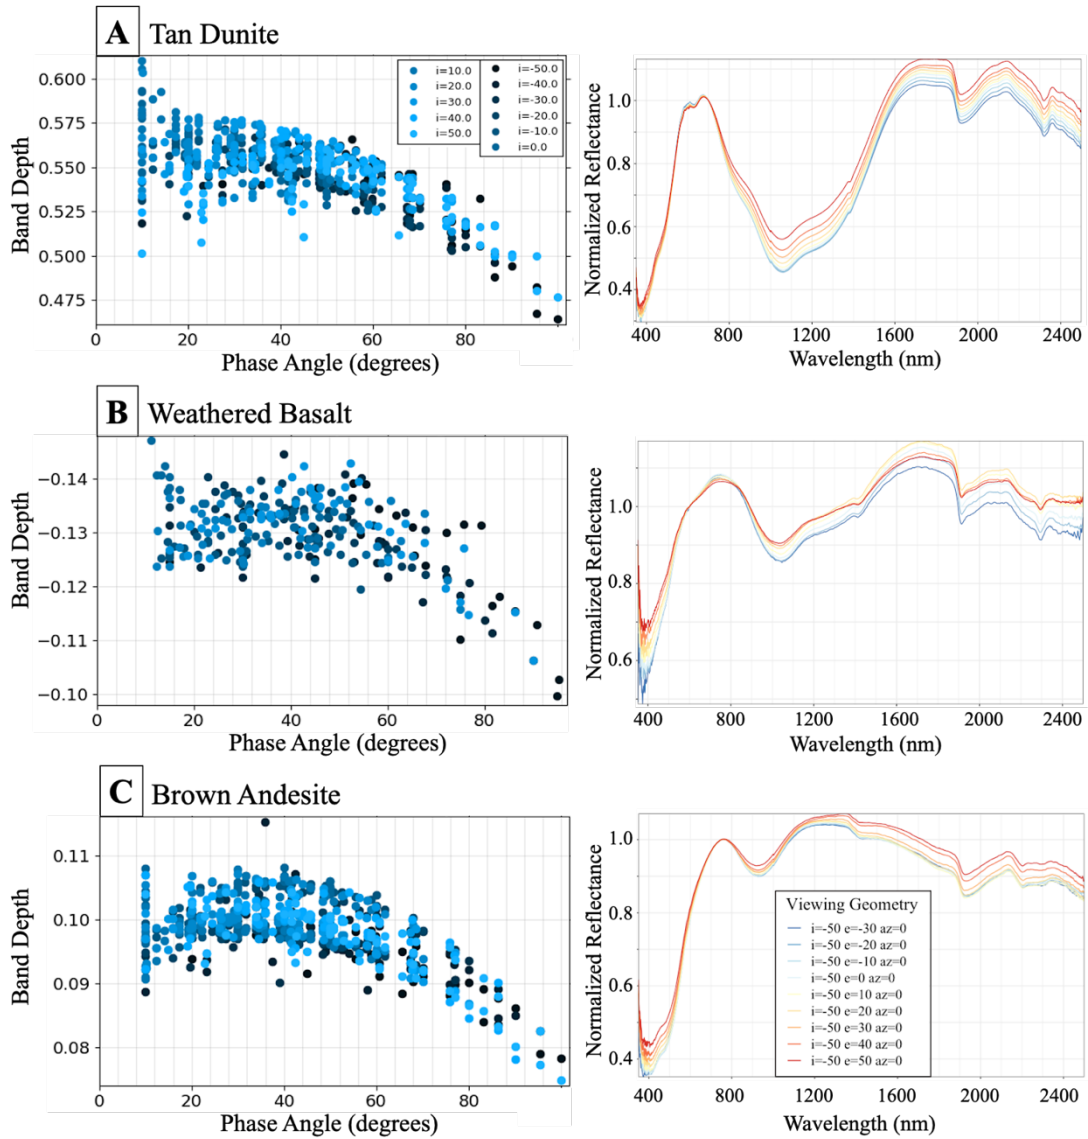 A Tan Dunite
0.600
0.575
0.550
0.525
0.500
0.475
Band Depth
i=10.0
i=20.0
i=30.0
i=40.0
i=50.0
i=-50.0
i=-40.0
i=-30.0
i=-20.0
i=-10.0
i=0.0
0 20 40 60 80
Phase Angle (degrees)
Normalized Reflectance
1.0
0.8
0.6
0.4
400 800 1200 1600 2000 2400
Wavelength (nm)
B Weathered Basalt
−0.14
−0.13
−0.12
−0.11
−0.10
Band Depth
0 20 40 60 80
Phase Angle (degrees)
Normalized Reflectance
1.0
0.8
0.6
400 800 1200 1600 2000 2400
Wavelength (nm)
C Brown Andesite
0.11
0.10
0.09
0.08
Band Depth
0 20 40 60 80
Phase Angle (degrees)
Normalized Reflectance
1.0
0.8
0.6
0.4
Viewing Geometry
i=-50 e=-30 az=0
i=-50 e=-20 az=0
i=-50 e=-10 az=0
i=-50 e=0 az=0
i=-50 e=10 az=0
i=-50 e=20 az=0
i=-50 e=30 az=0
i=-50 e=40 az=0
i=-50 e=50 az=0
400 800 1200 1600 2000 2400
Wavelength (nm)